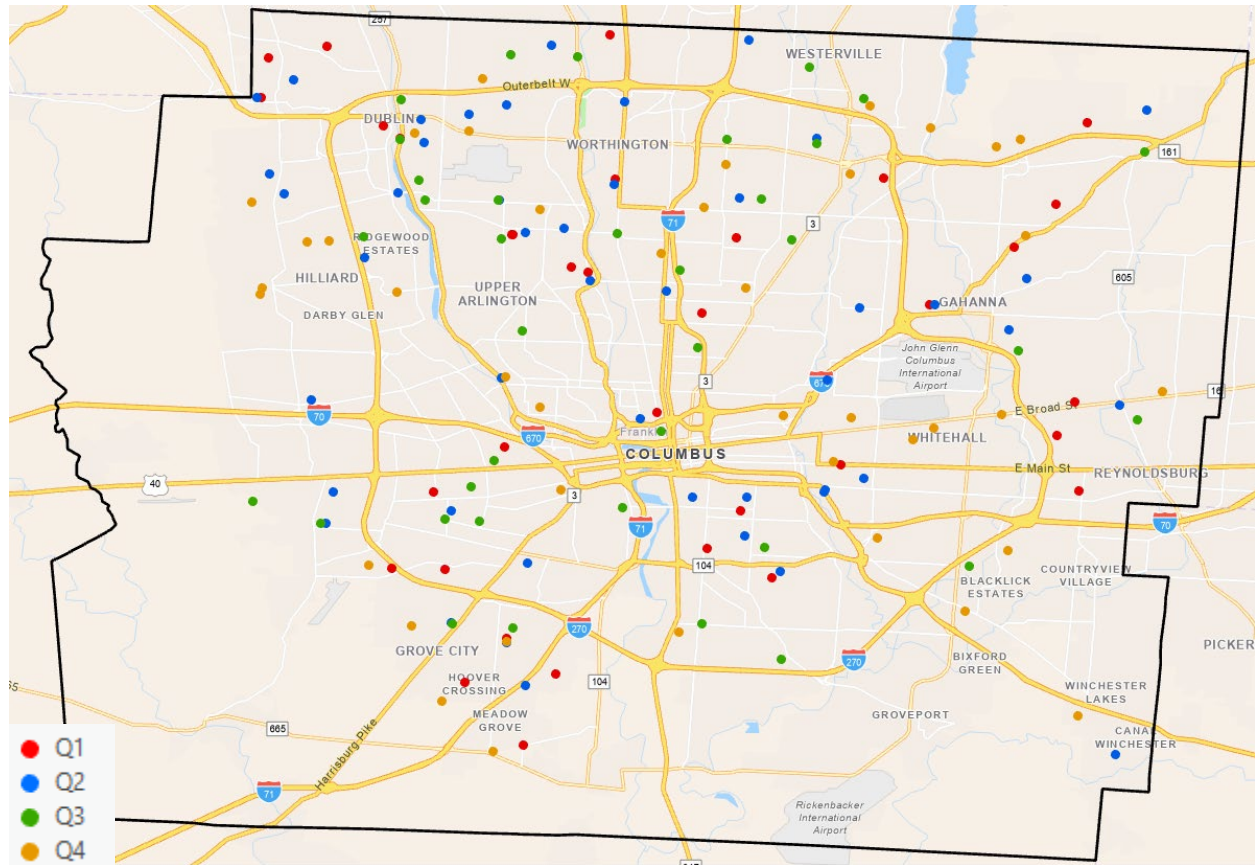 257
WESTERVILLE
Outerbelt W
DUBLIN
WORTHINGTON
161
71
3
RIDGEWOOD
ESTATES
HILLIARD
605
UPPER
ARLINGTON
GAHANNA
DARBY GLEN
John Glenn
Columbus
International
Airport
3
670
16
70
E Broad St
670
WHITEHALL
COLUMBUS
E Main St
REYNOLDSBURG
40
3
71
70
104
COUNTRYVIEW
VILLAGE
BLACKLICK
ESTATES
270
GROVE CITY
270
BIXFORD
GREEN
PICKER
HOOVER
CROSSING
104
WINCHESTER
LAKES
MEADOW
GROVE
GROVEPORT
665
CANAL
WINCHESTER
Harrisburg Pike
71
Rickenbacker
International
Airport
Q1
Q2
Q3
Q4